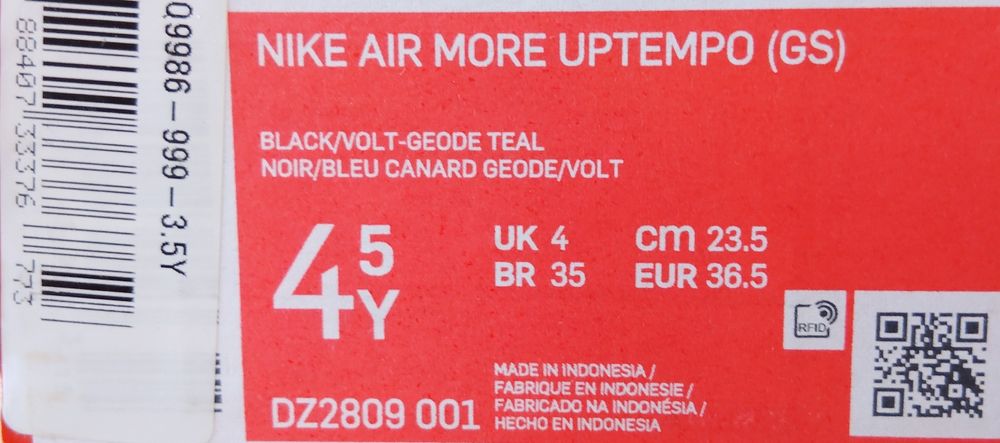 NIKE AIR MORE UPTEMPO (GS)
BLACK/VOLT-GEODE TEAL
NOIR/BLEU CANARD GEODE/VOLT
4 5Y
UK 4
BR 35
cm 23.5
EUR 36.5
RFID
DZ2809 001
MADE IN INDONESIA /
FABRIQUE EN INDONESIE /
FABRICADO NA INDONÉSIA /
HECHO EN INDONESIA
Q9986-999-3.5Y
88407 33376 773